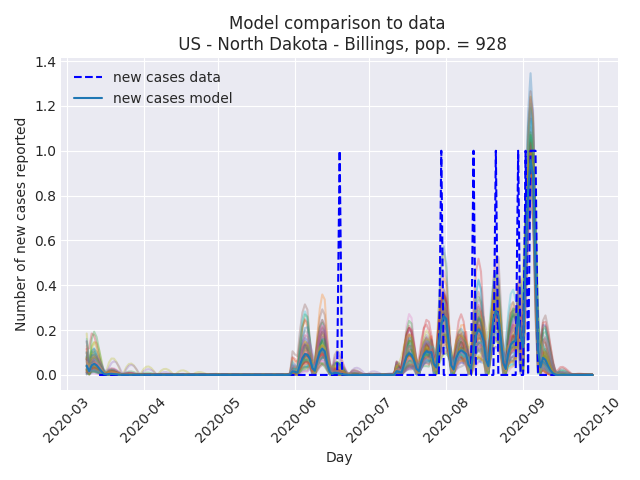 Model comparison to data
US - North Dakota - Billings, pop. = 928
new cases data
new cases model
Number of new cases reported
1.4
1.2
1.0
0.8
0.6
0.4
0.2
0.0
2020-03
2020-04
2020-05
2020-06
2020-07
2020-08
2020-09
2020-10
Day